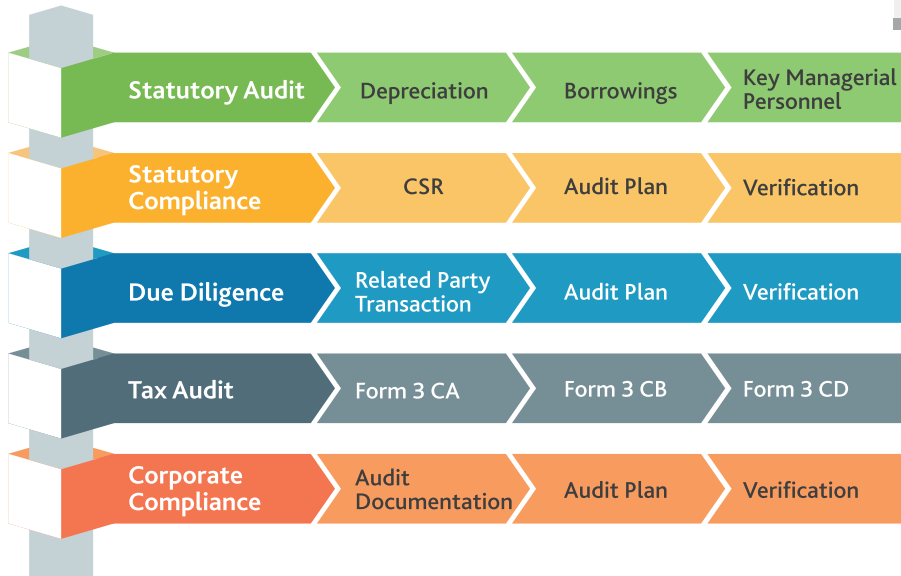 Statutory Audit
Depreciation
Borrowings
Key Managerial
Personnel
Statutory
Compliance
CSR
Audit Plan
Verification
Due Diligence
Related Party
Transaction
Audit Plan
Verification
Tax Audit
Form 3 CA
Form 3 CB
Form 3 CD
Corporate
Compliance
Audit
Documentation
Audit Plan
Verification